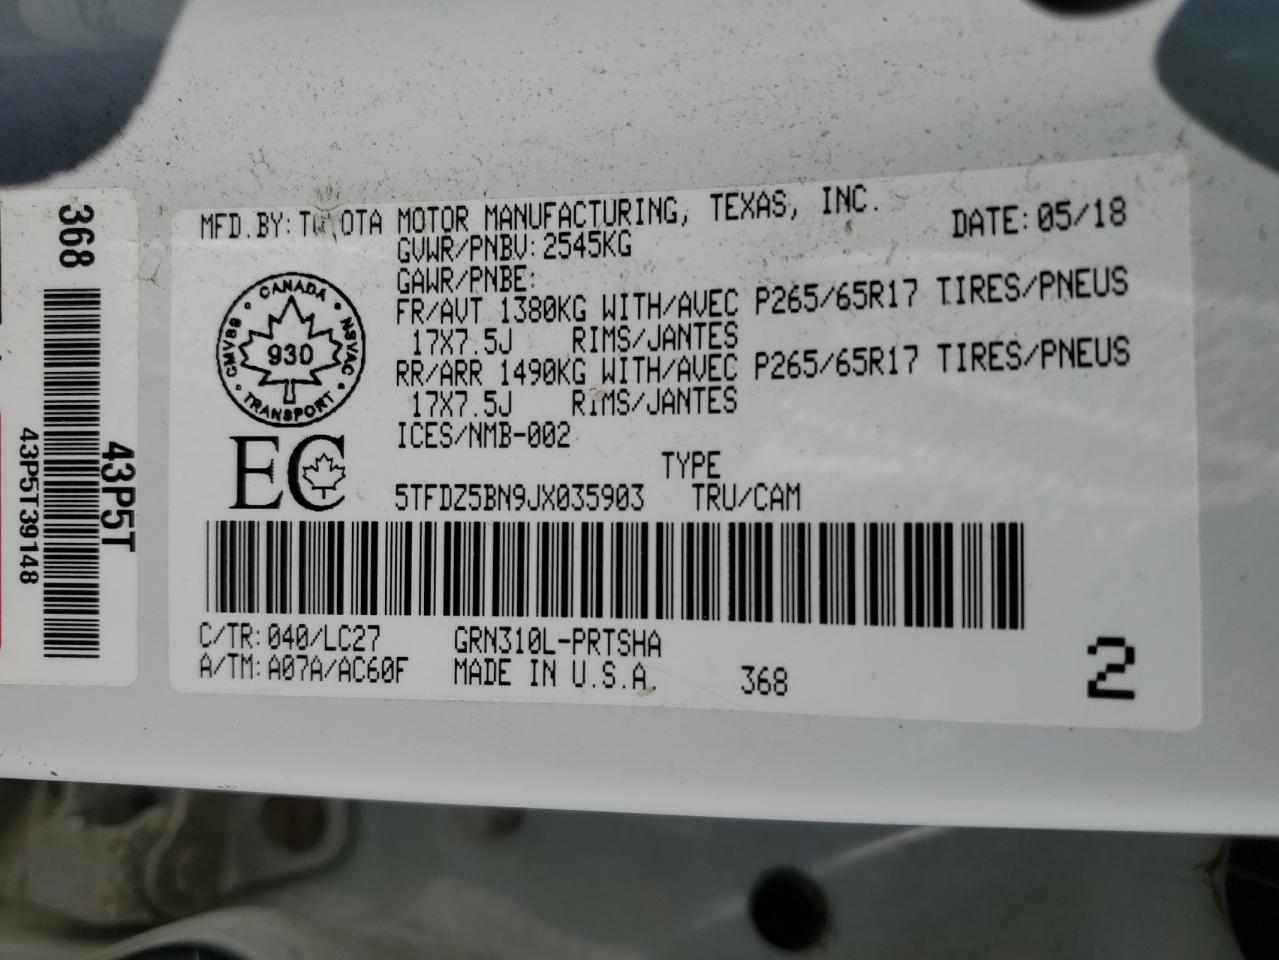 368
43P5T
43P5T39148
MFD.BY: TOYOTA MOTOR MANUFACTURING, TEXAS, INC. DATE: 05/18
GVWR/PNBV: 2545KG
GAWR/PNBE:
FR/AVT 1380KG WITH/AVEC P265/65R17 TIRES/PNEUS
17X7.5J RIMS/JANTES
RR/ARR 1490KG WITH/AVEC P265/65R17 TIRES/PNEUS
17X7.5J RIMS/JANTES
ICES/NMB-002
CANADA
CMVSS
930
NSVAC
TRANSPORT
EC
TYPE
5TFDZ5BN9JX035903 TRU/CAM
C/TR: 040/LC27 GRN310L-PRTSHA
A/TM: A07A/AC60F MADE IN U.S.A. 368
2